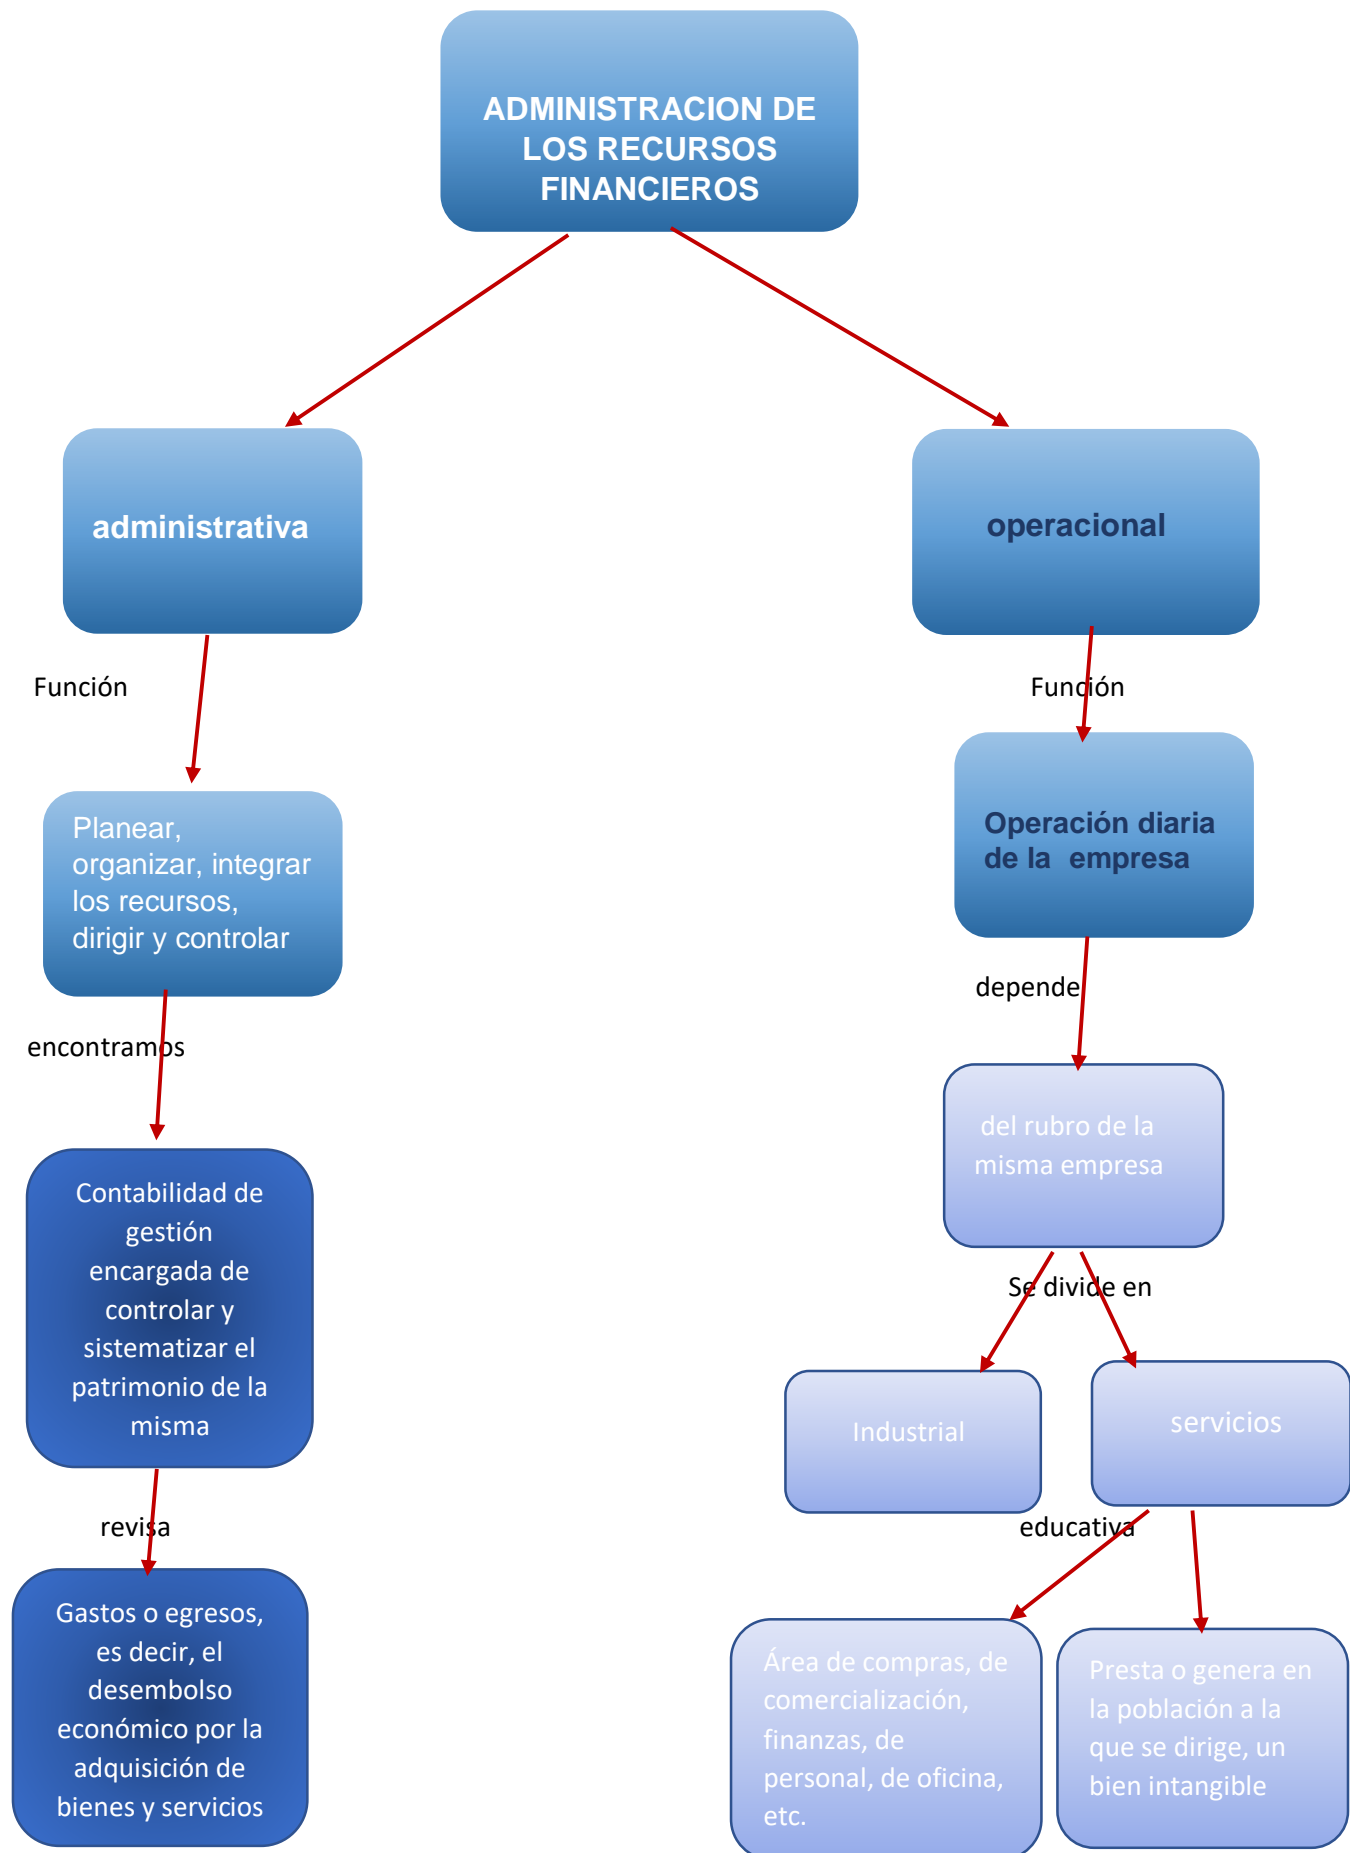 ADMINISTRACION DE
LOS RECURSOS
FINANCIEROS
administrativa
operacional
Función
Función
Planear,
organizar, integrar
los recursos,
dirigir y controlar
Operación diaria
de la empresa
encontramos
depende
Contabilidad de
gestión
encargada de
controlar y
sistematizar el
patrimonio de la
misma
del rubro de la
misma empresa
Se divide en
Industrial
servicios
revisa
educativa
Gastos o egresos,
es decir, el
desembolso
económico por la
adquisición de
bienes y servicios
Área de compras, de
comercialización,
finanzas, de
personal, de oficina,
etc.
Presta o genera en
la población a la
que se dirige, un
bien intangible